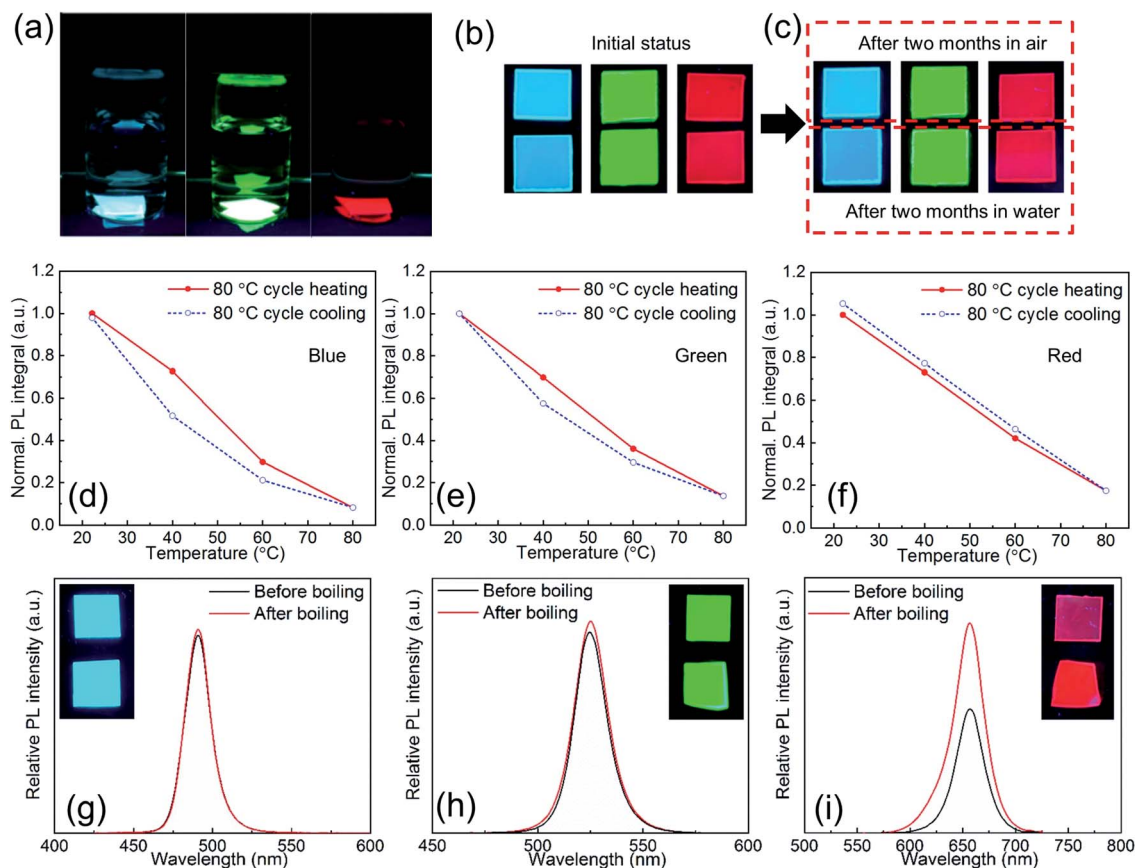 (a)
(b)
Initial status
(c)
After two months in air
After two months in water
1.2
1.0
0.8
0.6
0.4
0.2
0.0
Normal. PL integral (a.u.)
80 °C cycle heating
80 °C cycle cooling
Blue
(d)
20 30 40 50 60 70 80
Temperature (°C)
1.2
1.0
0.8
0.6
0.4
0.2
0.0
Normal. PL integral (a.u.)
80 °C cycle heating
80 °C cycle cooling
Green
(e)
20 30 40 50 60 70 80
Temperature (°C)
1.2
1.0
0.8
0.6
0.4
0.2
0.0
Normal. PL integral (a.u.)
80 °C cycle heating
80 °C cycle cooling
Red
(f)
20 30 40 50 60 70 80
Temperature (°C)
Relative PL intensity (a.u.)
Before boiling
After boiling
(g)
400 450 500 550 600
Wavelength (nm)
Relative PL intensity (a.u.)
Before boiling
After boiling
(h)
450 500 550 600
Wavelength (nm)
Relative PL intensity (a.u.)
Before boiling
After boiling
(i)
500 550 600 650 700 750 800
Wavelength (nm)